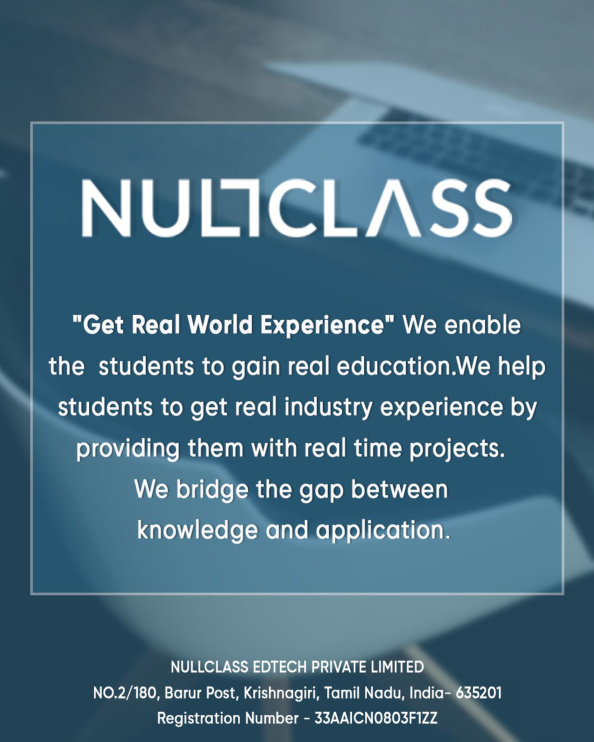 NULLCLASS
"Get Real World Experience" We enable
the students to gain real education.We help
students to get real industry experience by
providing them with real time projects.
We bridge the gap between
knowledge and application.
NULLCLASS EDTECH PRIVATE LIMITED
NO.2/180, Barur Post, Krishnagiri, Tamil Nadu, India- 635201
Registration Number - 33AAICN0803F1ZZ